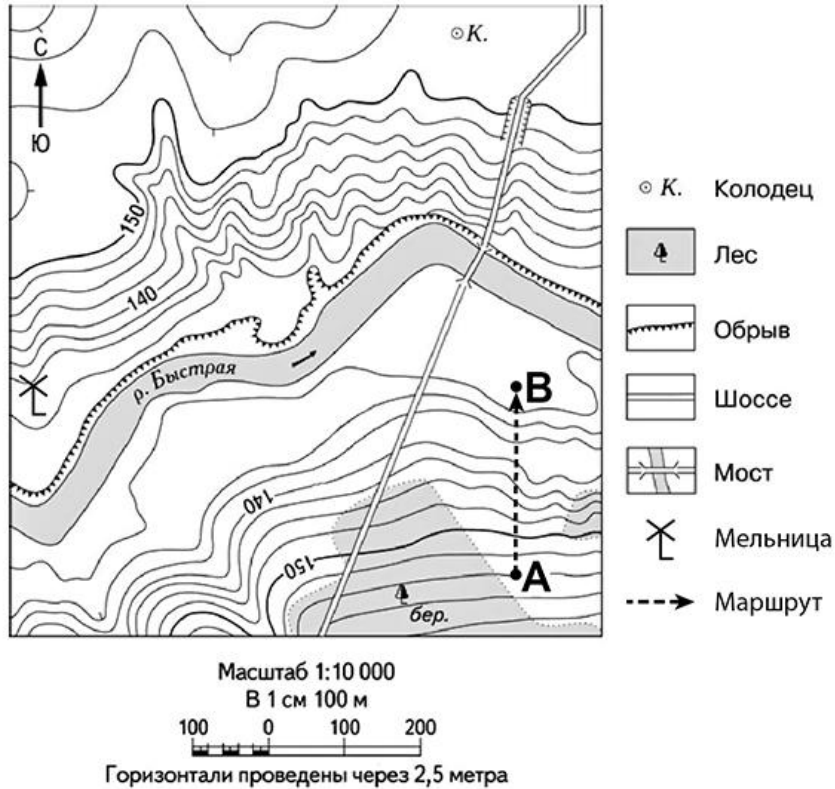 К.
С
Ю
150
140
р. Быстрая
В
140
150
А
бер.
К. Колодец
Лес
Обрыв
Шоссе
Мост
Мельница
Маршрут
Масштаб 1:10 000
В 1 см 100 м
100 0 100 200
Горизонтали проведены через 2,5 метра